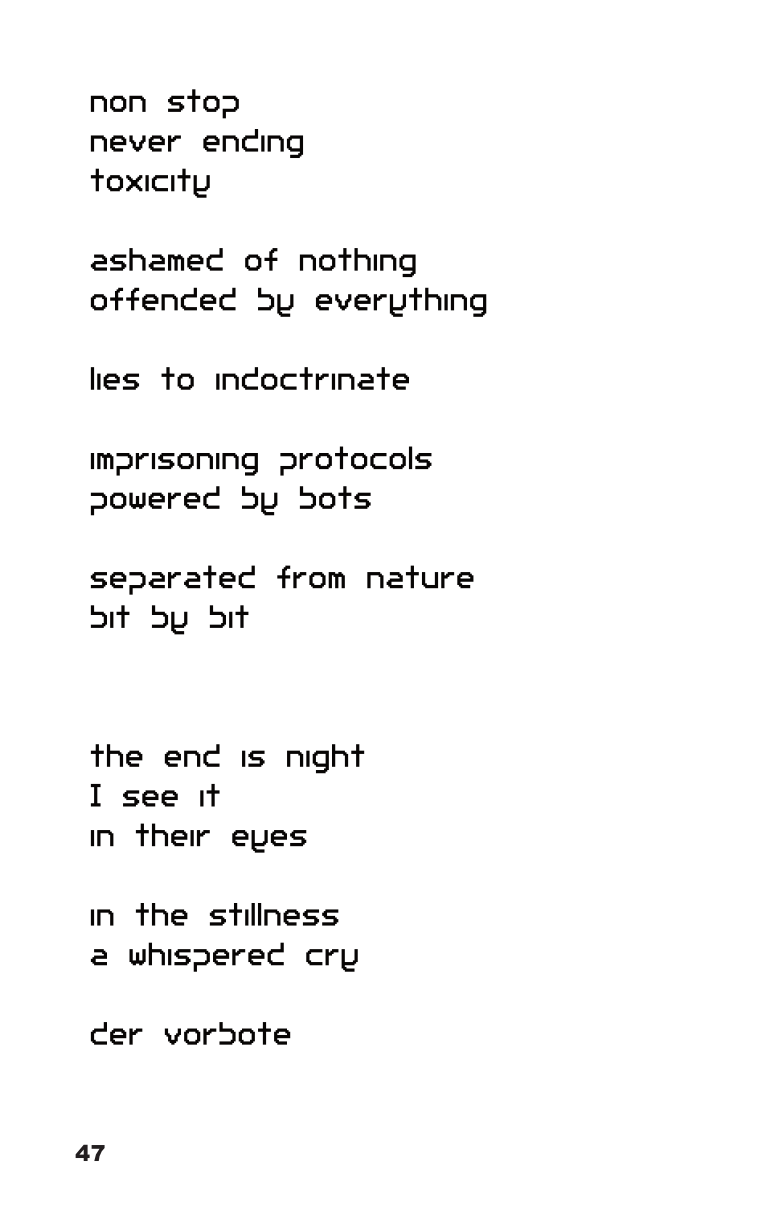 non stop
never ending
toxicity

ashamed of nothing
offended by everything

lies to indoctrinate

imprisoning protocols
powered by bots

separated from nature
bit by bit

the end is night
I see it
in their eyes

in the stillness
a whispered cry

der vorbote

47